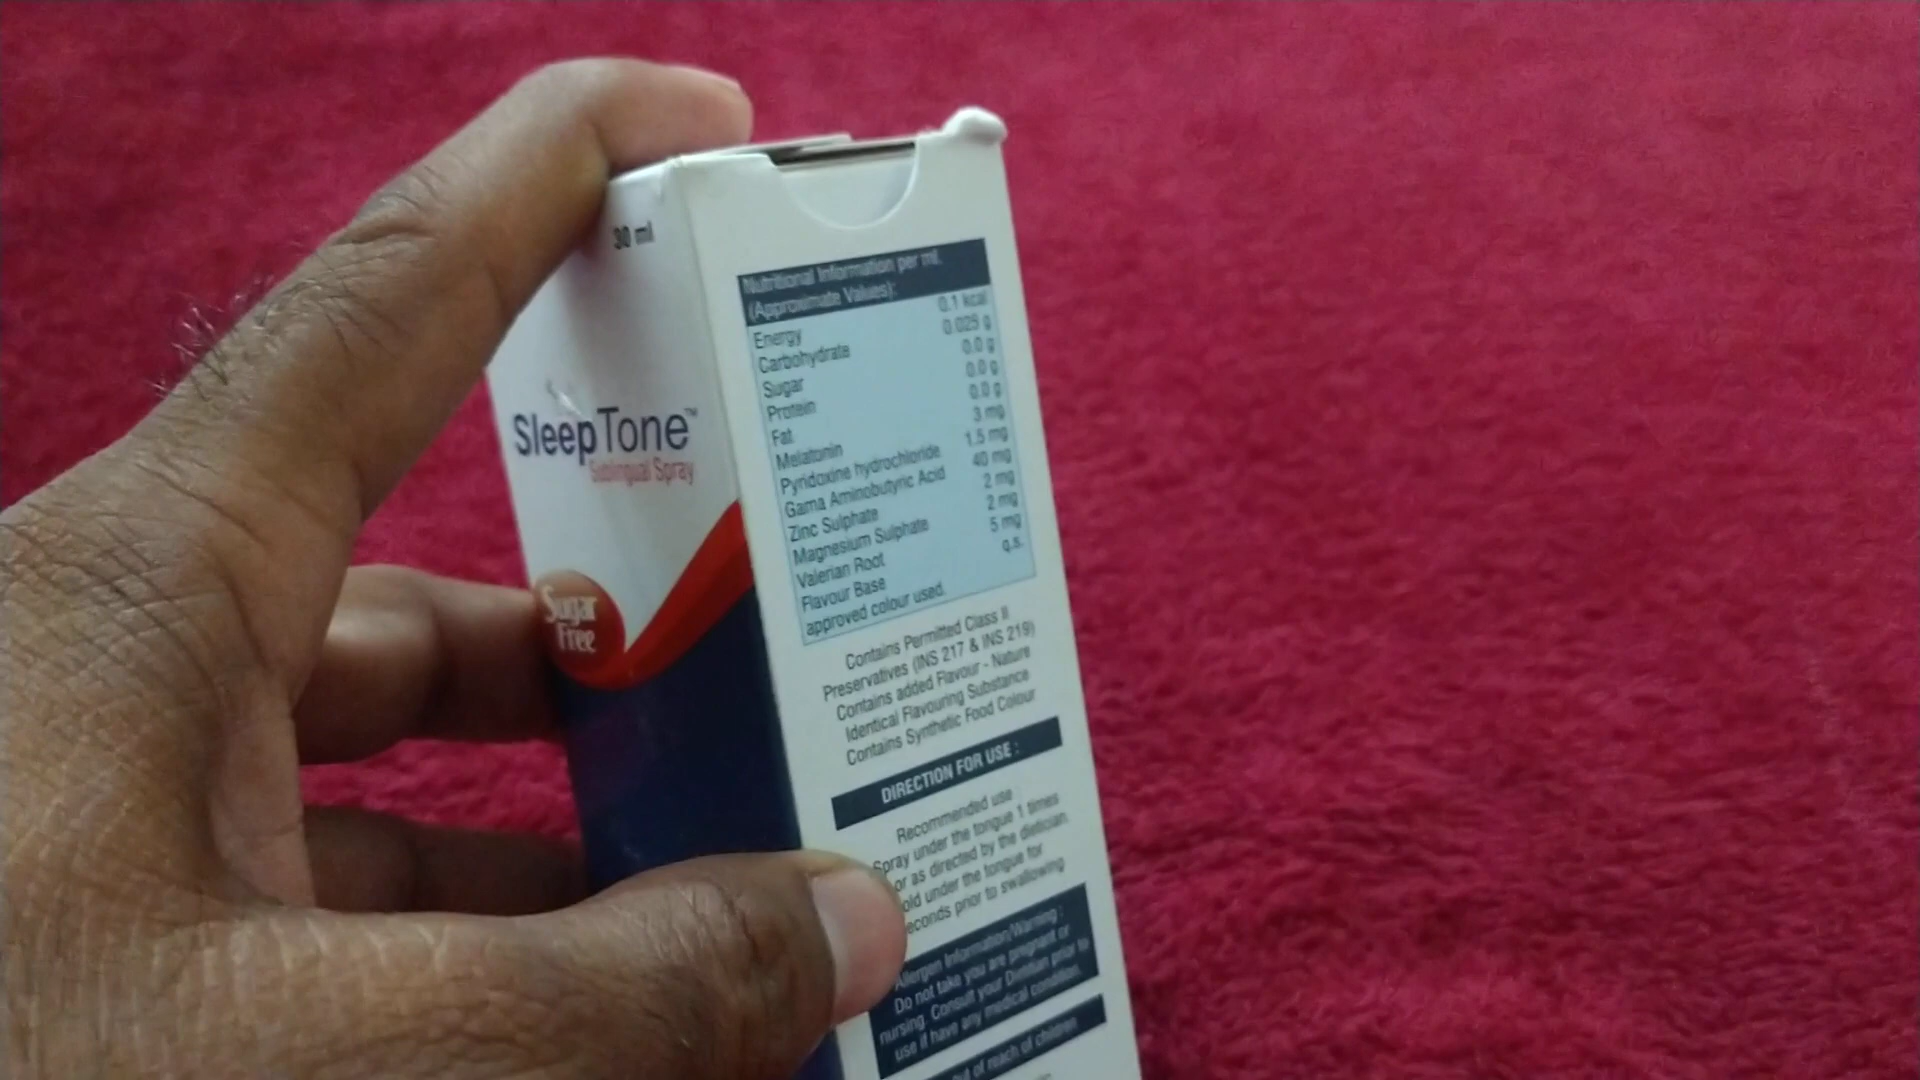 30 ml
SleepTone™
Sublingual Spray
Sugar
Free
Nutritional Information per ml.
(Approximate Values):
Energy 0.1 kcal
Carbohydrate 0.025 g
Sugar 0.0 g
Protein 0.0 g
Fat 0.0 g
Melatonin 3 mg
Pyridoxine hydrochloride 1.5 mg
Gama Aminobutyric Acid 40 mg
Zinc Sulphate 2 mg
Magnesium Sulphate 2 mg
Valerian Root 5 mg
Flavour Base q.s.
approved colour used.
Contains Permitted Class II
Preservatives (INS 217 & INS 219)
Contains added Flavour - Nature
Identical Flavouring Substance
Contains Synthetic Food Colour
DIRECTION FOR USE :
Recommended use
Spray under the tongue 1 times
or as directed by the dietician.
old under the tongue for
econds prior to swallowing
Allergen Information/Warning :
Do not take you are pregnant or
nursing. Consult your Dietitian prior to
use if have any medical condition.
out of reach of children